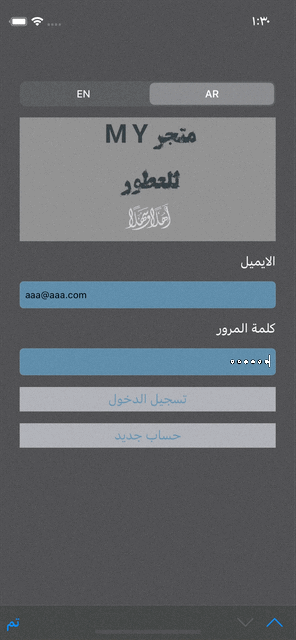 ١:٣٠
EN AR
متجر M Y
للعطور
أهلا وسهلا
الايميل
aaa@aaa.com
كلمة المرور
تسجيل الدخول
حساب جديد
تم